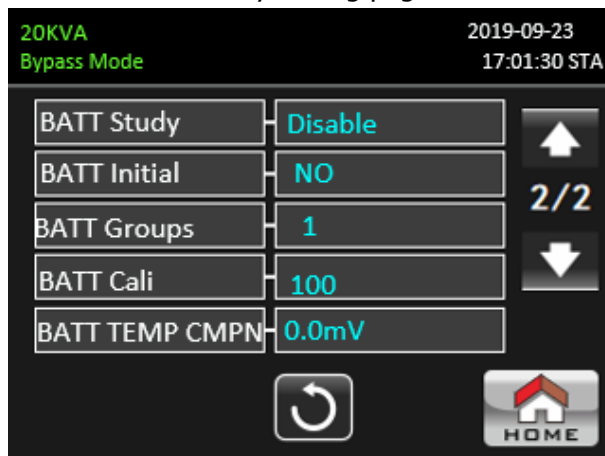 20KVA 2019-09-23
Bypass Mode 17:01:30 STA
BATT Study Disable
BATT Initial NO
2/2
BATT Groups 1
BATT Cali 100
BATT TEMP CMPN 0.0mV
HOME